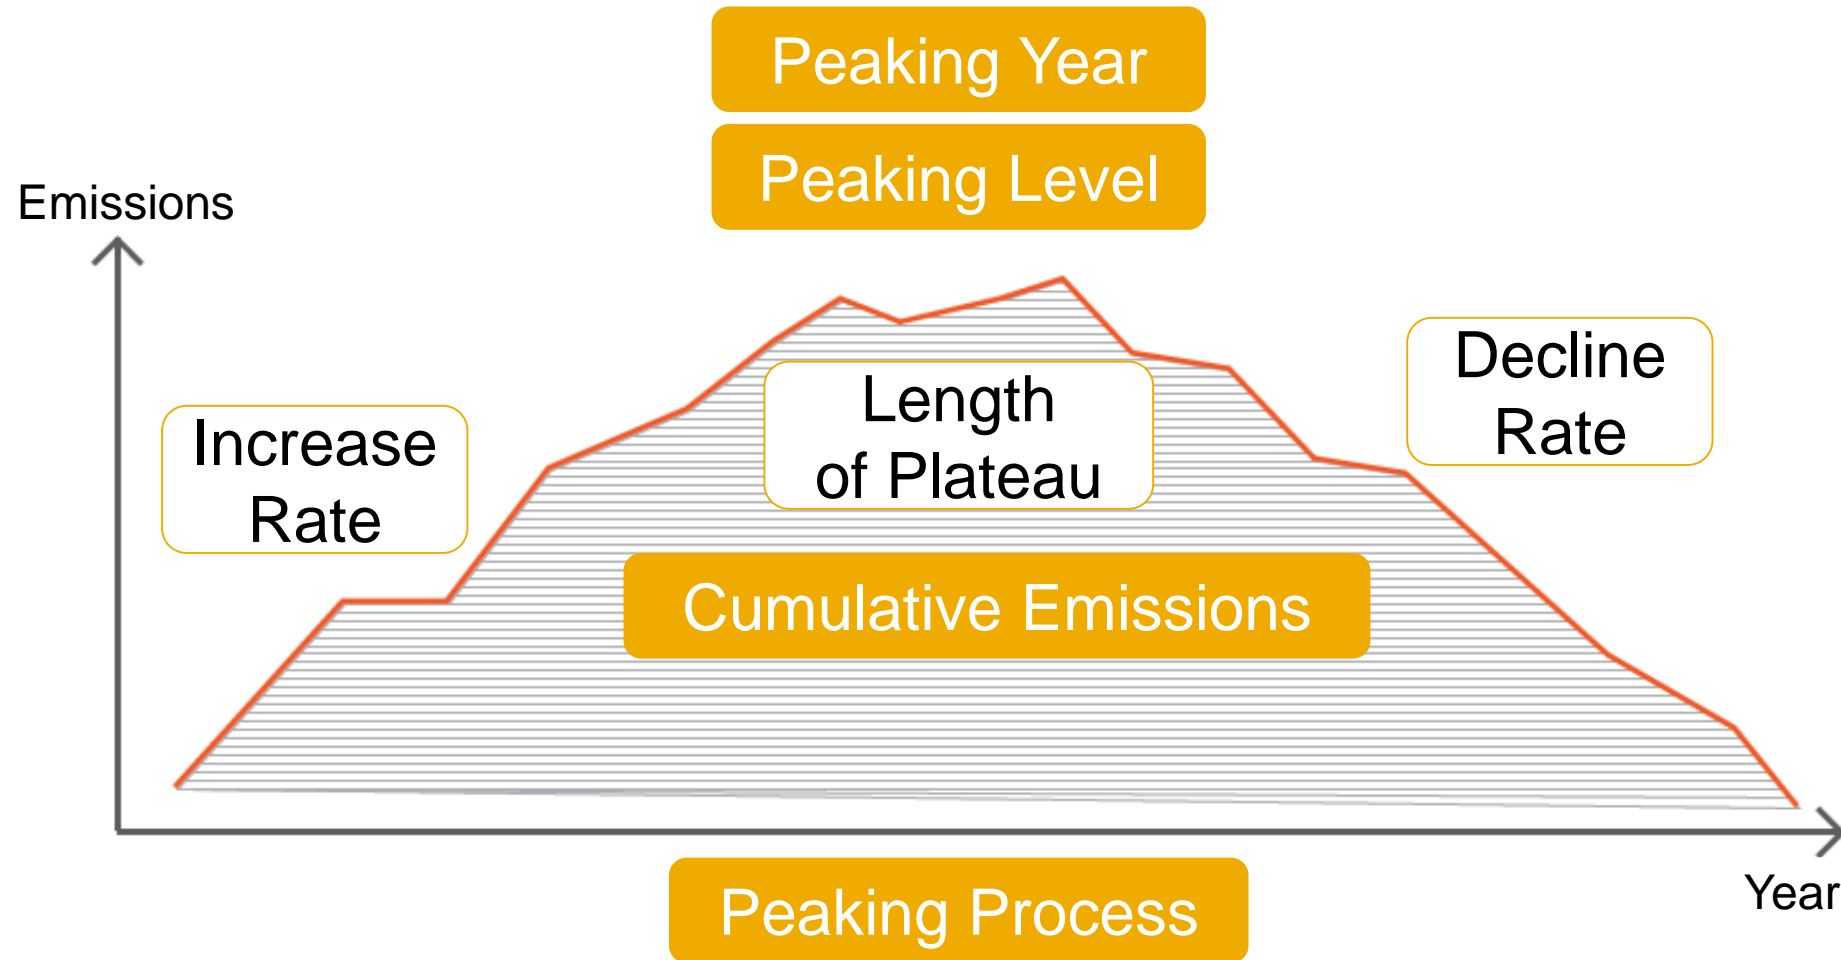 Peaking Year
Peaking Level
Emissions
Increase
Rate
Length
of Plateau
Decline
Rate
Cumulative Emissions
Year
Peaking Process